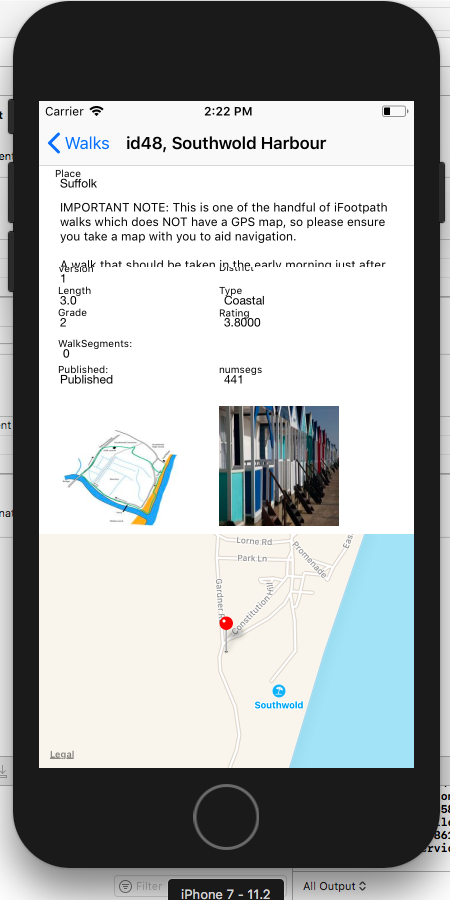 Carrier 2:22 PM
Walks id48, Southwold Harbour
Place
Suffolk
IMPORTANT NOTE: This is one of the handful of iFootpath
walks which does NOT have a GPS map, so please ensure
you take a map with you to aid navigation.
A walk that should be taken in the early morning just after
Version District
1
Length Type
3.0 Coastal
Grade Rating
2 3.8000
WalkSegments:
0
Published: numsegs
Published 441
Lorne Rd
Park Ln
Promenade
Eas
Gardner R
Constitution Hill
Southwold
Legal
Filter
All Output
iPhone 7 - 11.2